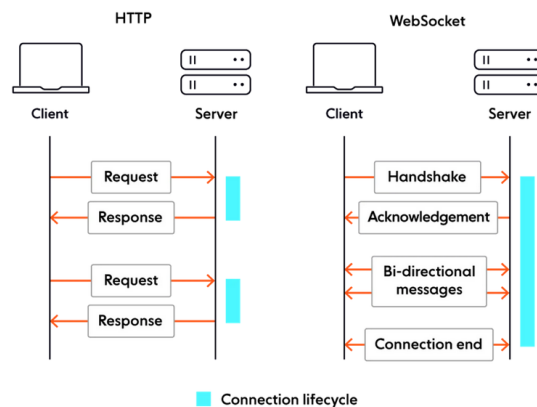 HTTP
WebSocket
Client
Server
Client
Server
Request
Response
Request
Response
Handshake
Acknowledgement
Bi-directional
messages
Connection end
Connection lifecycle